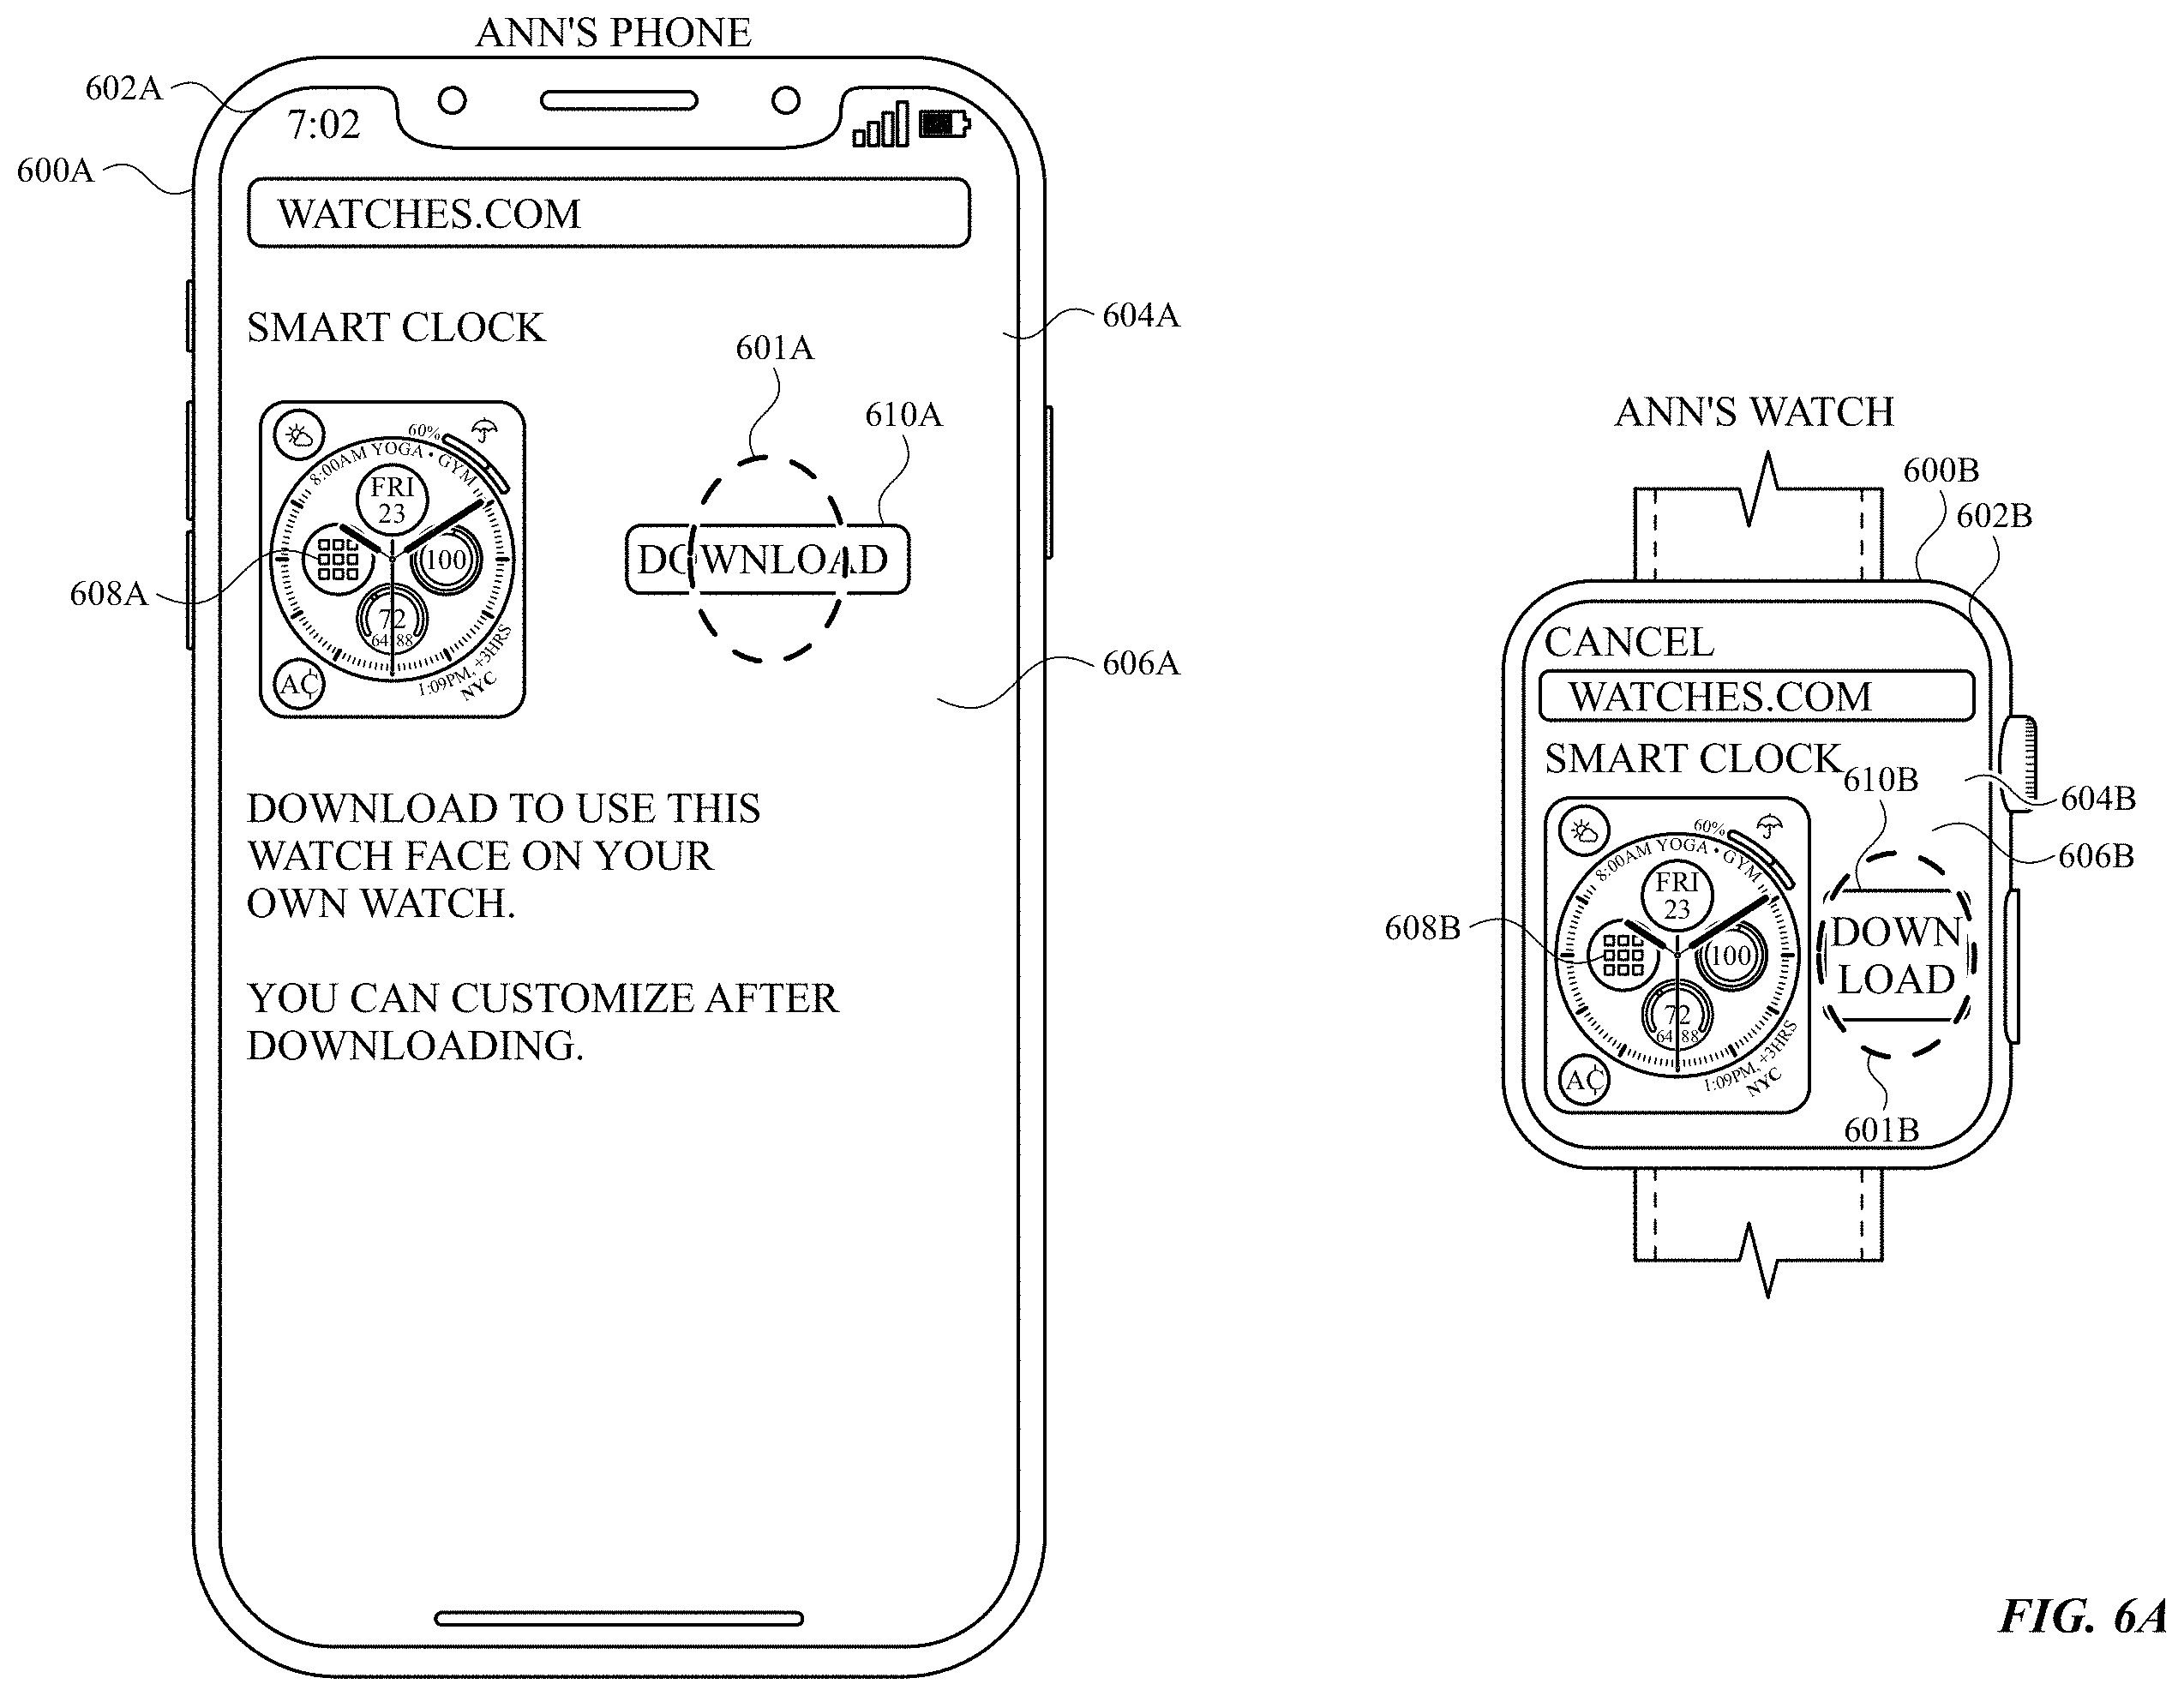 ANN'S PHONE
602A
7:02
600A
WATCHES.COM
SMART CLOCK
604A
601A
610A
60%
8:00AM YOGA • GYM
FRI
23
100
DOWNLOAD
608A
72
64 88
1:09PM, +3HRS
NYC
A₵
606A
DOWNLOAD TO USE THIS
WATCH FACE ON YOUR
OWN WATCH.
YOU CAN CUSTOMIZE AFTER
DOWNLOADING.
ANN'S WATCH
600B
602B
CANCEL
WATCHES.COM
SMART CLOCK
610B
604B
606B
60%
8:00AM YOGA • GYM
FRI
23
100
DOWN
LOAD
608B
72
64 88
1:09PM, +3HRS
NYC
A₵
601B
FIG. 6A